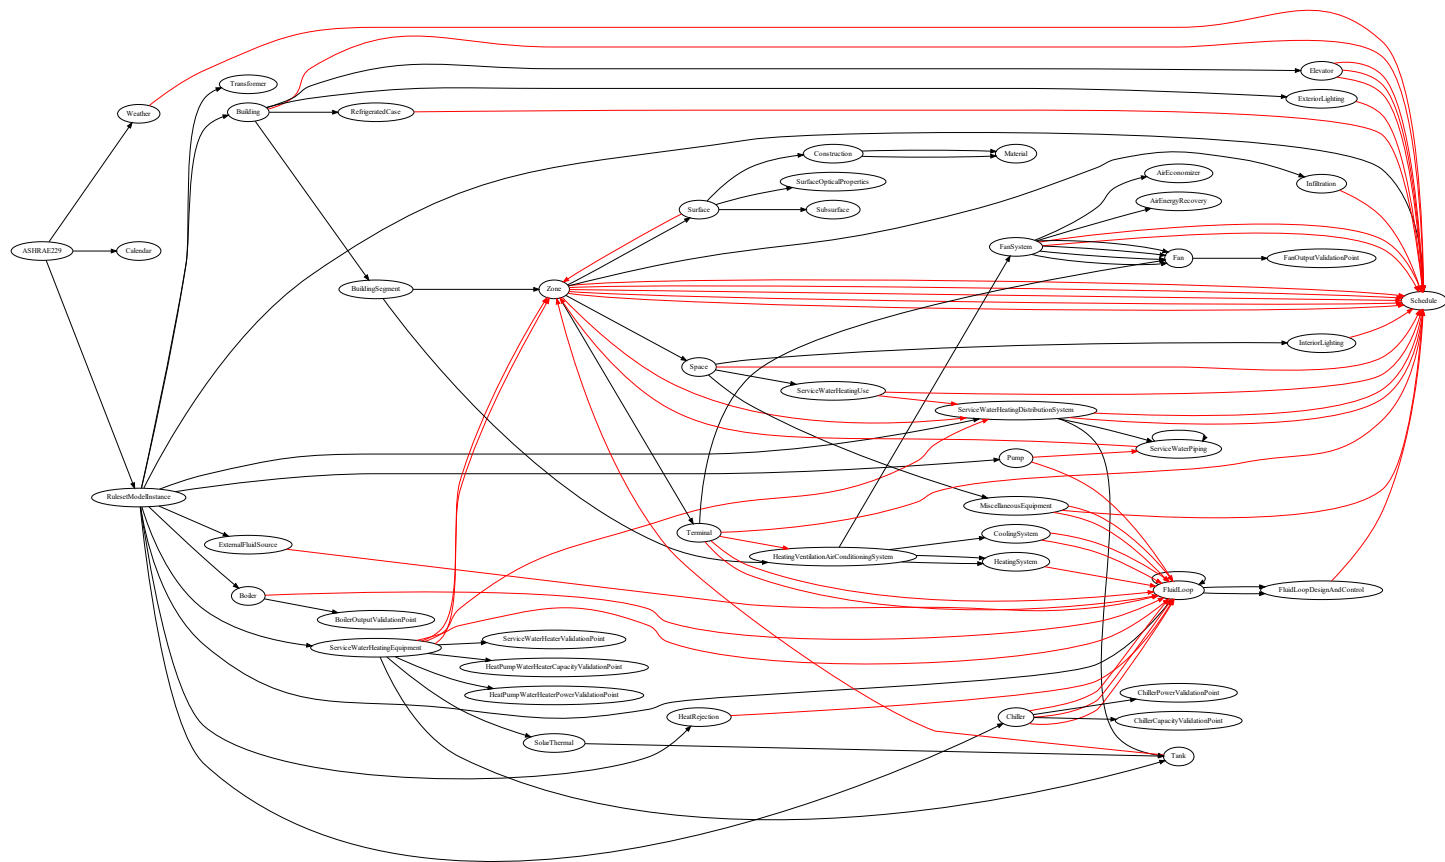 Transformer
Elevator
Weather
Building
RefrigeratedCase
ExteriorLighting
Construction
Material
AirEconomizer
SurfaceOpticalProperties
Infiltration
AirEnergyRecovery
Surface
Subsurface
ASHRAE229
Calendar
FanSystem
Fan
FanOutputValidationPoint
BuildingSegment
Zone
Schedule
InteriorLighting
Space
ServiceWaterHeatingUse
ServiceWaterHeatingDistributionSystem
ServiceWaterPiping
Pump
RulesetModelInstance
MiscellaneousEquipment
Terminal
CoolingSystem
ExternalFluidSource
HeatingVentilationAirConditioningSystem
HeatingSystem
FluidLoop
FluidLoopDesignAndControl
Boiler
BoilerOutputValidationPoint
ServiceWaterHeatingEquipment
ServiceWaterHeaterValidationPoint
HeatPumpWaterHeaterCapacityValidationPoint
HeatPumpWaterHeaterPowerValidationPoint
ChillerPowerValidationPoint
HeatRejection
Chiller
ChillerCapacityValidationPoint
SolarThermal
Tank